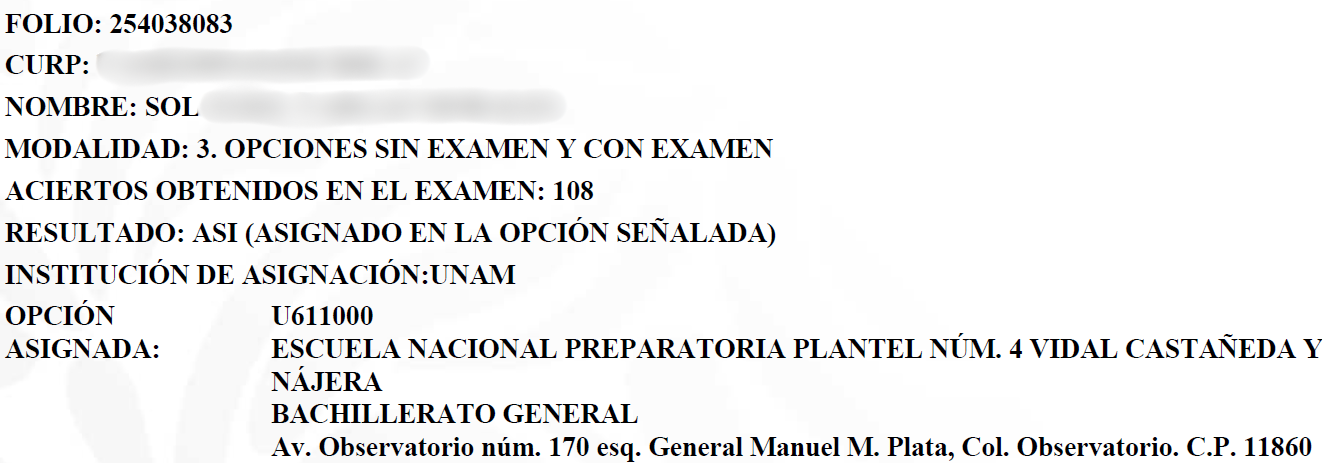 FOLIO: 254038083
CURP:
NOMBRE: SOL
MODALIDAD: 3. OPCIONES SIN EXAMEN Y CON EXAMEN
ACIERTOS OBTENIDOS EN EL EXAMEN: 108
RESULTADO: ASI (ASIGNADO EN LA OPCIÓN SEÑALADA)
INSTITUCIÓN DE ASIGNACIÓN:UNAM
OPCIÓN U611000
ASIGNADA: ESCUELA NACIONAL PREPARATORIA PLANTEL NÚM. 4 VIDAL CASTAÑEDA Y
NÁJERA
BACHILLERATO GENERAL
Av. Observatorio núm. 170 esq. General Manuel M. Plata, Col. Observatorio. C.P. 11860